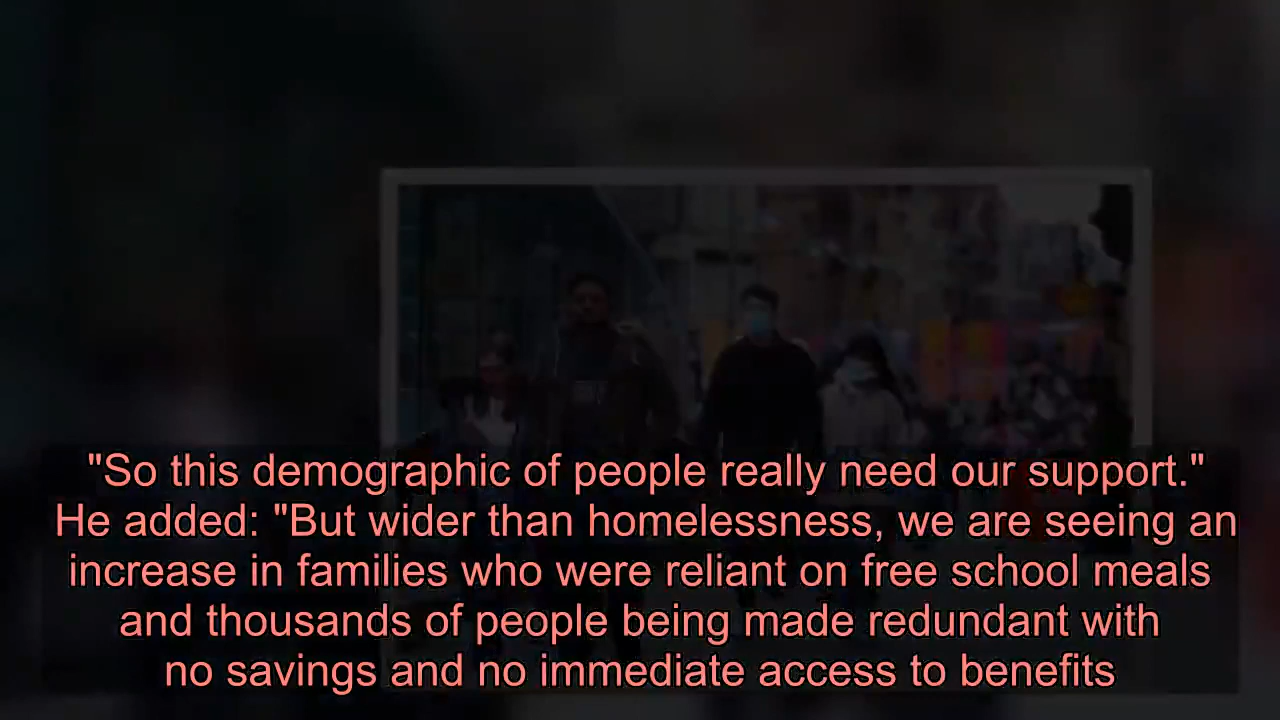 "So this demographic of people really need our support."
He added: "But wider than homelessness, we are seeing an
increase in families who were reliant on free school meals
and thousands of people being made redundant with
no savings and no immediate access to benefits